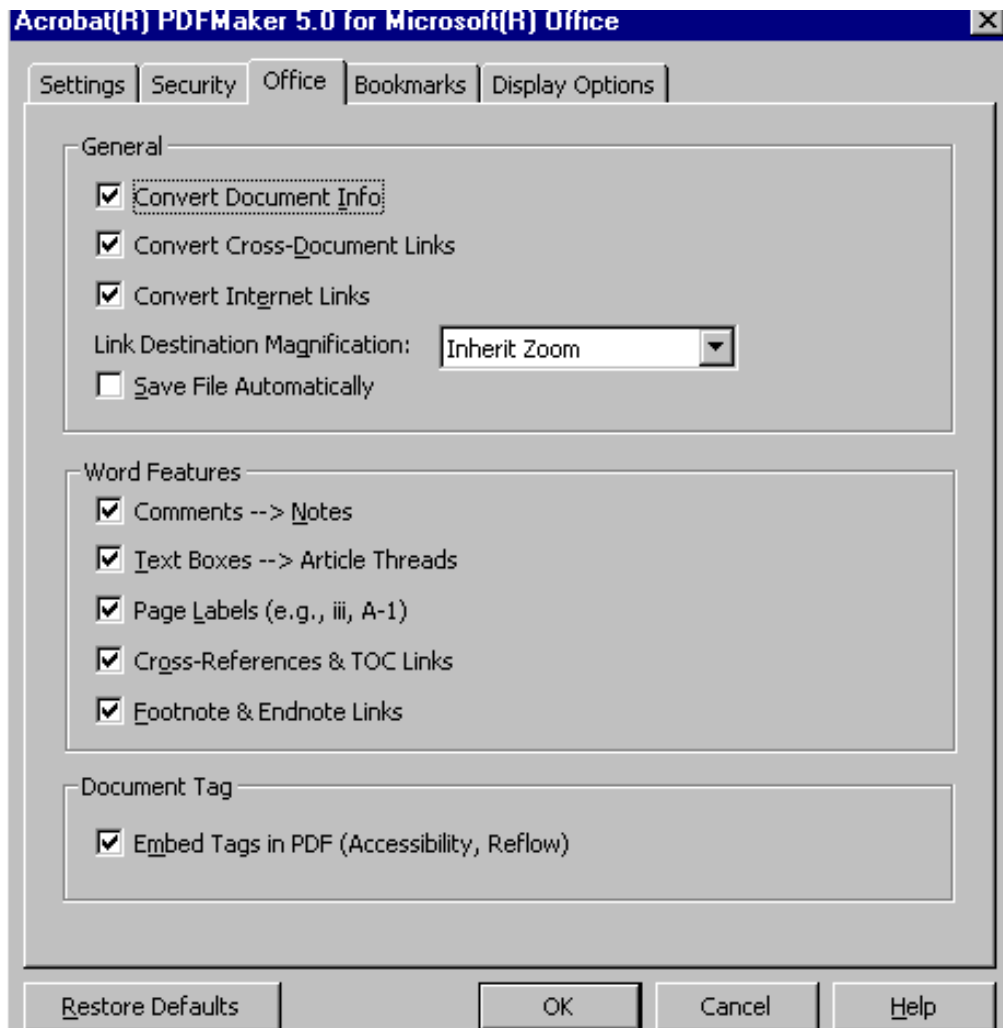 Acrobat(R) PDFMaker 5.0 for Microsoft(R) Office
Settings Security Office Bookmarks Display Options
General
Convert Document Info
Convert Cross-Document Links
Convert Internet Links
Link Destination Magnification: Inherit Zoom
Save File Automatically
Word Features
Comments --> Notes
Text Boxes --> Article Threads
Page Labels (e.g., iii, A-1)
Cross-References & TOC Links
Footnote & Endnote Links
Document Tag
Embed Tags in PDF (Accessibility, Reflow)
Restore Defaults OK Cancel Help